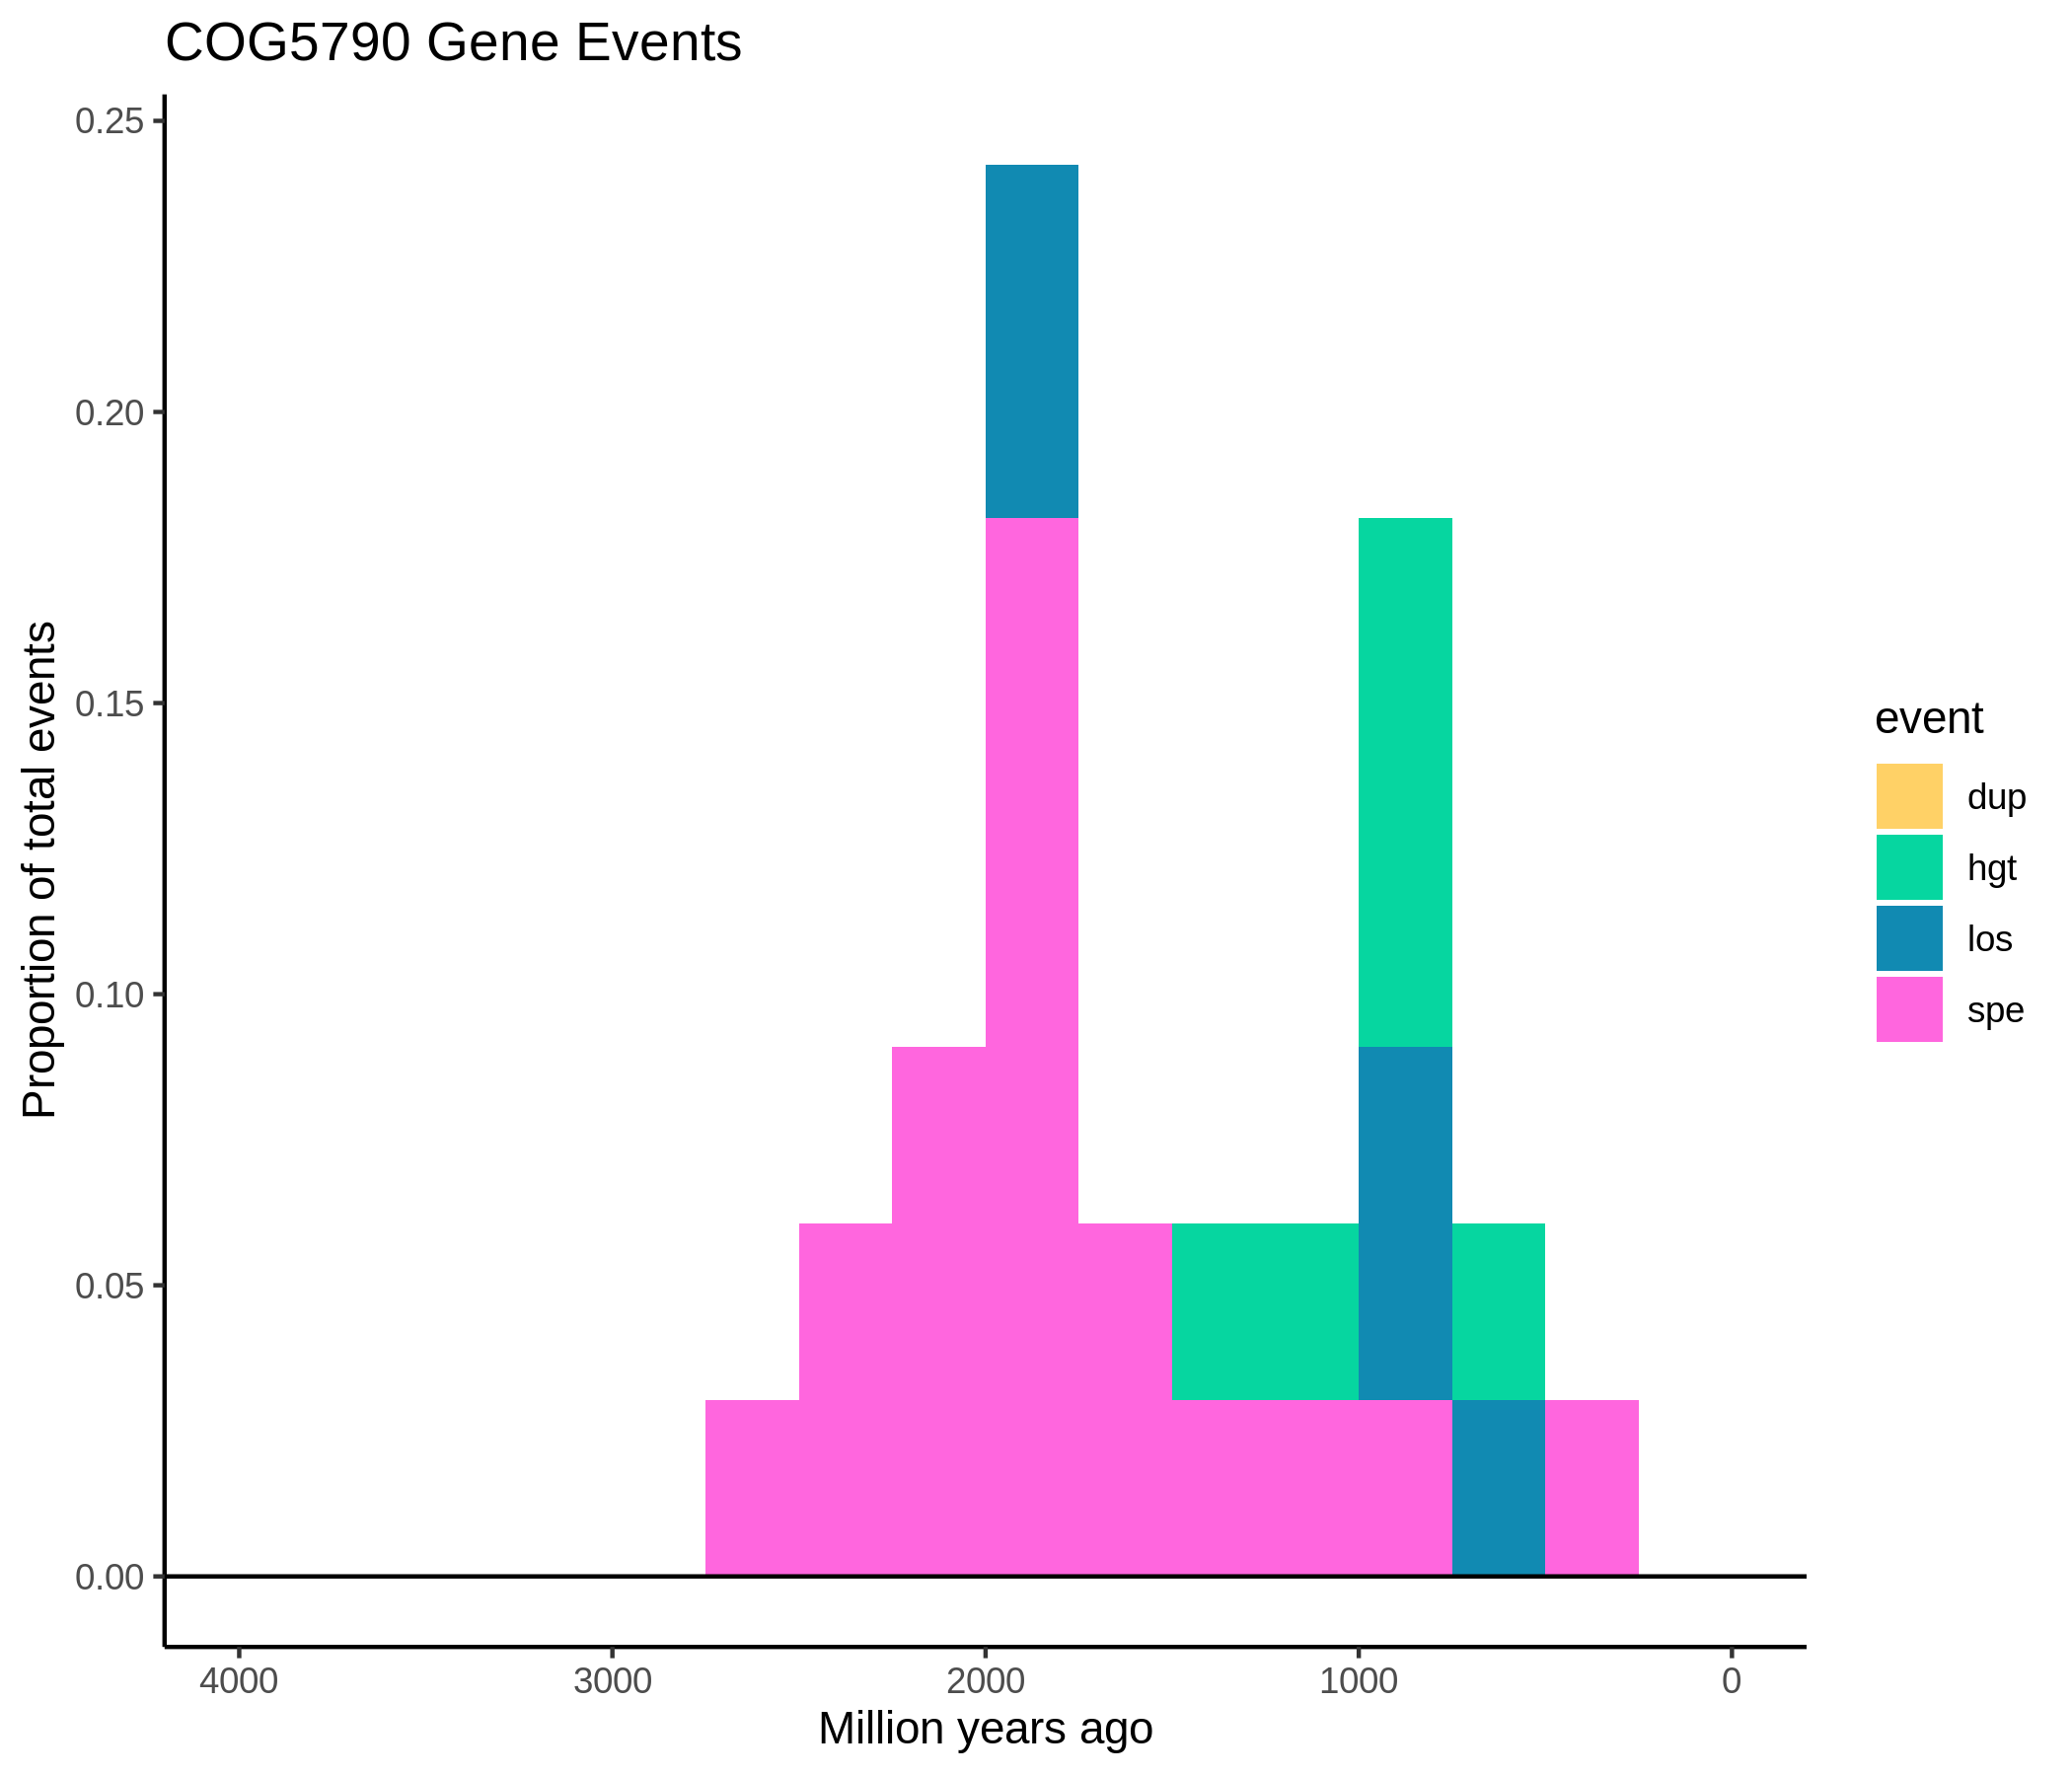 COG5790 Gene Events
0.25
0.20
0.15
0.10
0.05
0.00
Proportion of total events
4000 3000 2000 1000 0
Million years ago
event
dup
hgt
los
spe